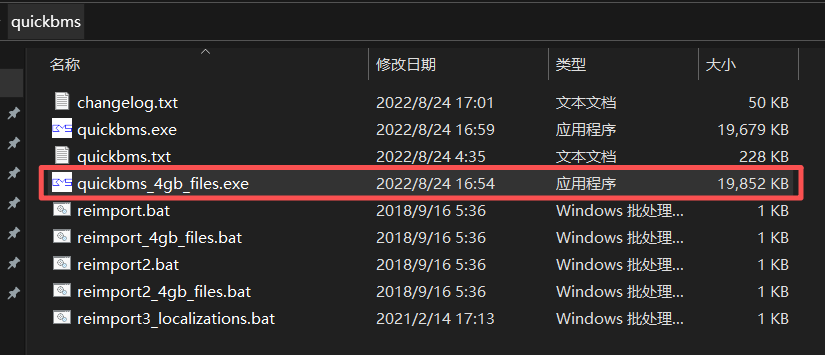 quickbms
名称 修改日期 类型 大小
changelog.txt 2022/8/24 17:01 文本文档 50 KB
quickbms.exe 2022/8/24 16:59 应用程序 19,679 KB
quickbms.txt 2022/8/24 4:35 文本文档 228 KB
quickbms_4gb_files.exe 2022/8/24 16:54 应用程序 19,852 KB
reimport.bat 2018/9/16 5:36 Windows 批处理... 1 KB
reimport_4gb_files.bat 2018/9/16 5:36 Windows 批处理... 1 KB
reimport2.bat 2018/9/16 5:36 Windows 批处理... 1 KB
reimport2_4gb_files.bat 2018/9/16 5:36 Windows 批处理... 1 KB
reimport3_localizations.bat 2021/2/14 17:13 Windows 批处理... 1 KB